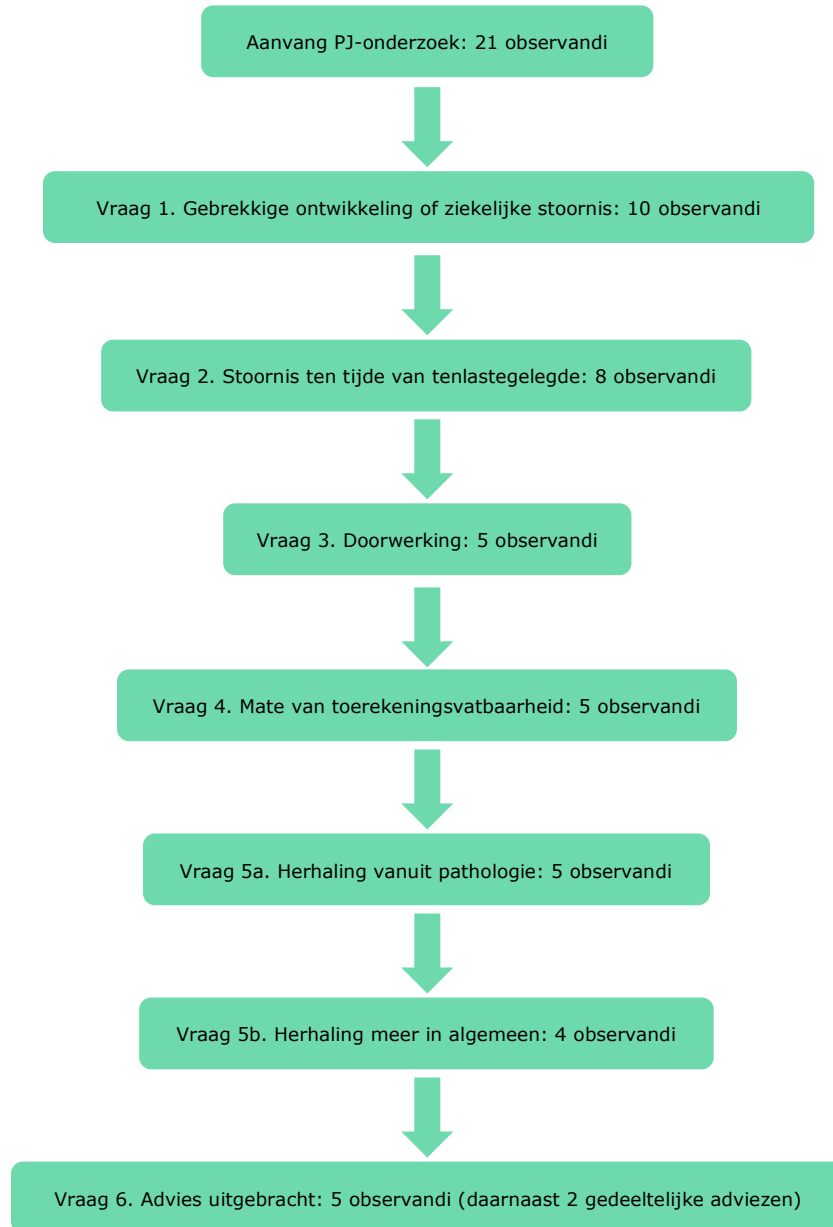 Aanvang PJ-onderzoek: 21 observandi
Vraag 1. Gebrekkige ontwikkeling of ziekelijke stoornis: 10 observandi
Vraag 2. Stoornis ten tijde van tenlastegelegde: 8 observandi
Vraag 3. Doorwerking: 5 observandi
Vraag 4. Mate van toerekeningsvatbaarheid: 5 observandi
Vraag 5a. Herhaling vanuit pathologie: 5 observandi
Vraag 5b. Herhaling meer in algemeen: 4 observandi
Vraag 6. Advies uitgebracht: 5 observandi (daarnaast 2 gedeeltelijke adviezen)